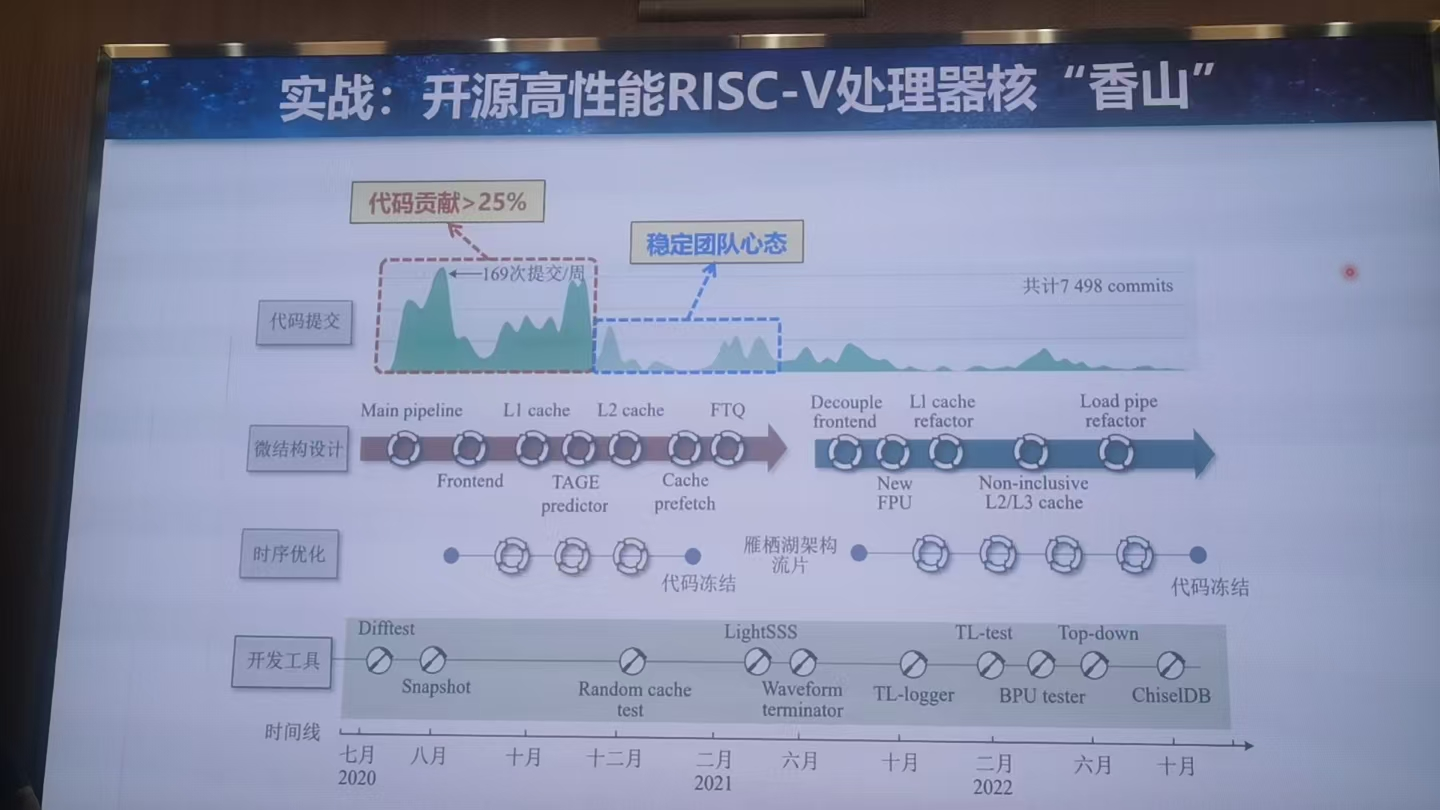 实战：开源高性能RISC-V处理器核“香山”
代码贡献>25%
稳定团队心态
169次提交/周
共计7 498 commits
代码提交
Main pipeline
L1 cache
L2 cache
FTQ
Decouple
frontend
L1 cache
refactor
Load pipe
refactor
微结构设计
Frontend
TAGE
predictor
Cache
prefetch
New
FPU
Non-inclusive
L2/L3 cache
时序优化
代码冻结
雁栖湖架构
流片
代码冻结
开发工具
Difftest
LightSSS
TL-test
Top-down
Snapshot
Random cache
test
Waveform
terminator
TL-logger
BPU tester
ChiselDB
时间线
七月
2020
八月
十月
十二月
二月
2021
六月
十月
二月
2022
六月
十月